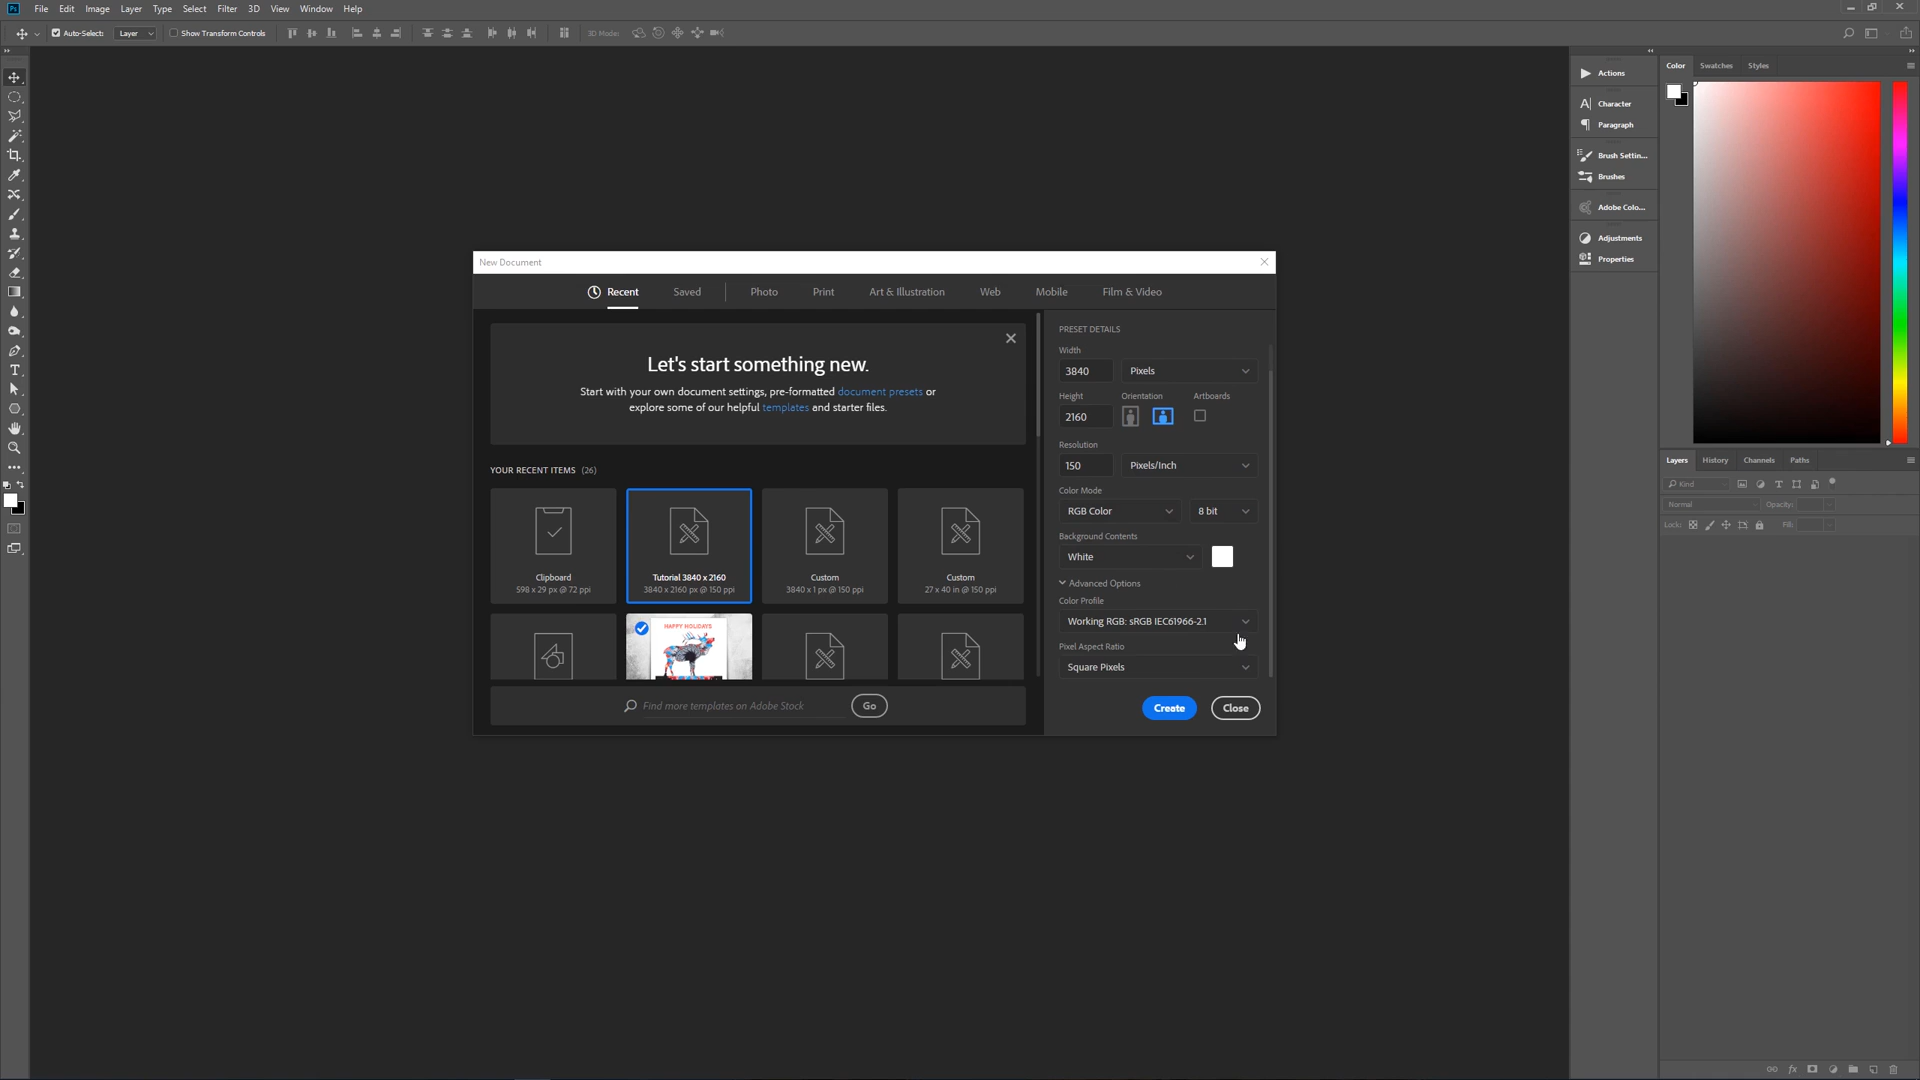 Ps File Edit Image Layer Type Select Filter 3D View Window Help
Auto-Select: Layer Show Transform Controls 3D Mode:
Actions
Character
Paragraph
Brush Settin...
Brushes
Adobe Colo...
Adjustments
Properties
Color Swatches Styles
Layers History Channels Paths
Kind
Normal Opacity:
Lock: Fill:
New Document
Recent Saved Photo Print Art & Illustration Web Mobile Film & Video
Let's start something new.
Start with your own document settings, pre-formatted document presets or
explore some of our helpful templates and starter files.
YOUR RECENT ITEMS (26)
Clipboard
598 x 29 px @ 72 ppi
Tutorial 3840 x 2160
3840 x 2160 px @ 150 ppi
Custom
3840 x 1 px @ 150 ppi
Custom
27 x 40 in @ 150 ppi
HAPPY HOLIDAYS
Find more templates on Adobe Stock Go
PRESET DETAILS
Width
3840 Pixels
Height Orientation Artboards
2160
Resolution
150 Pixels/Inch
Color Mode
RGB Color 8 bit
Background Contents
White
Advanced Options
Color Profile
Working RGB: sRGB IEC61966-2.1
Pixel Aspect Ratio
Square Pixels
Create Close